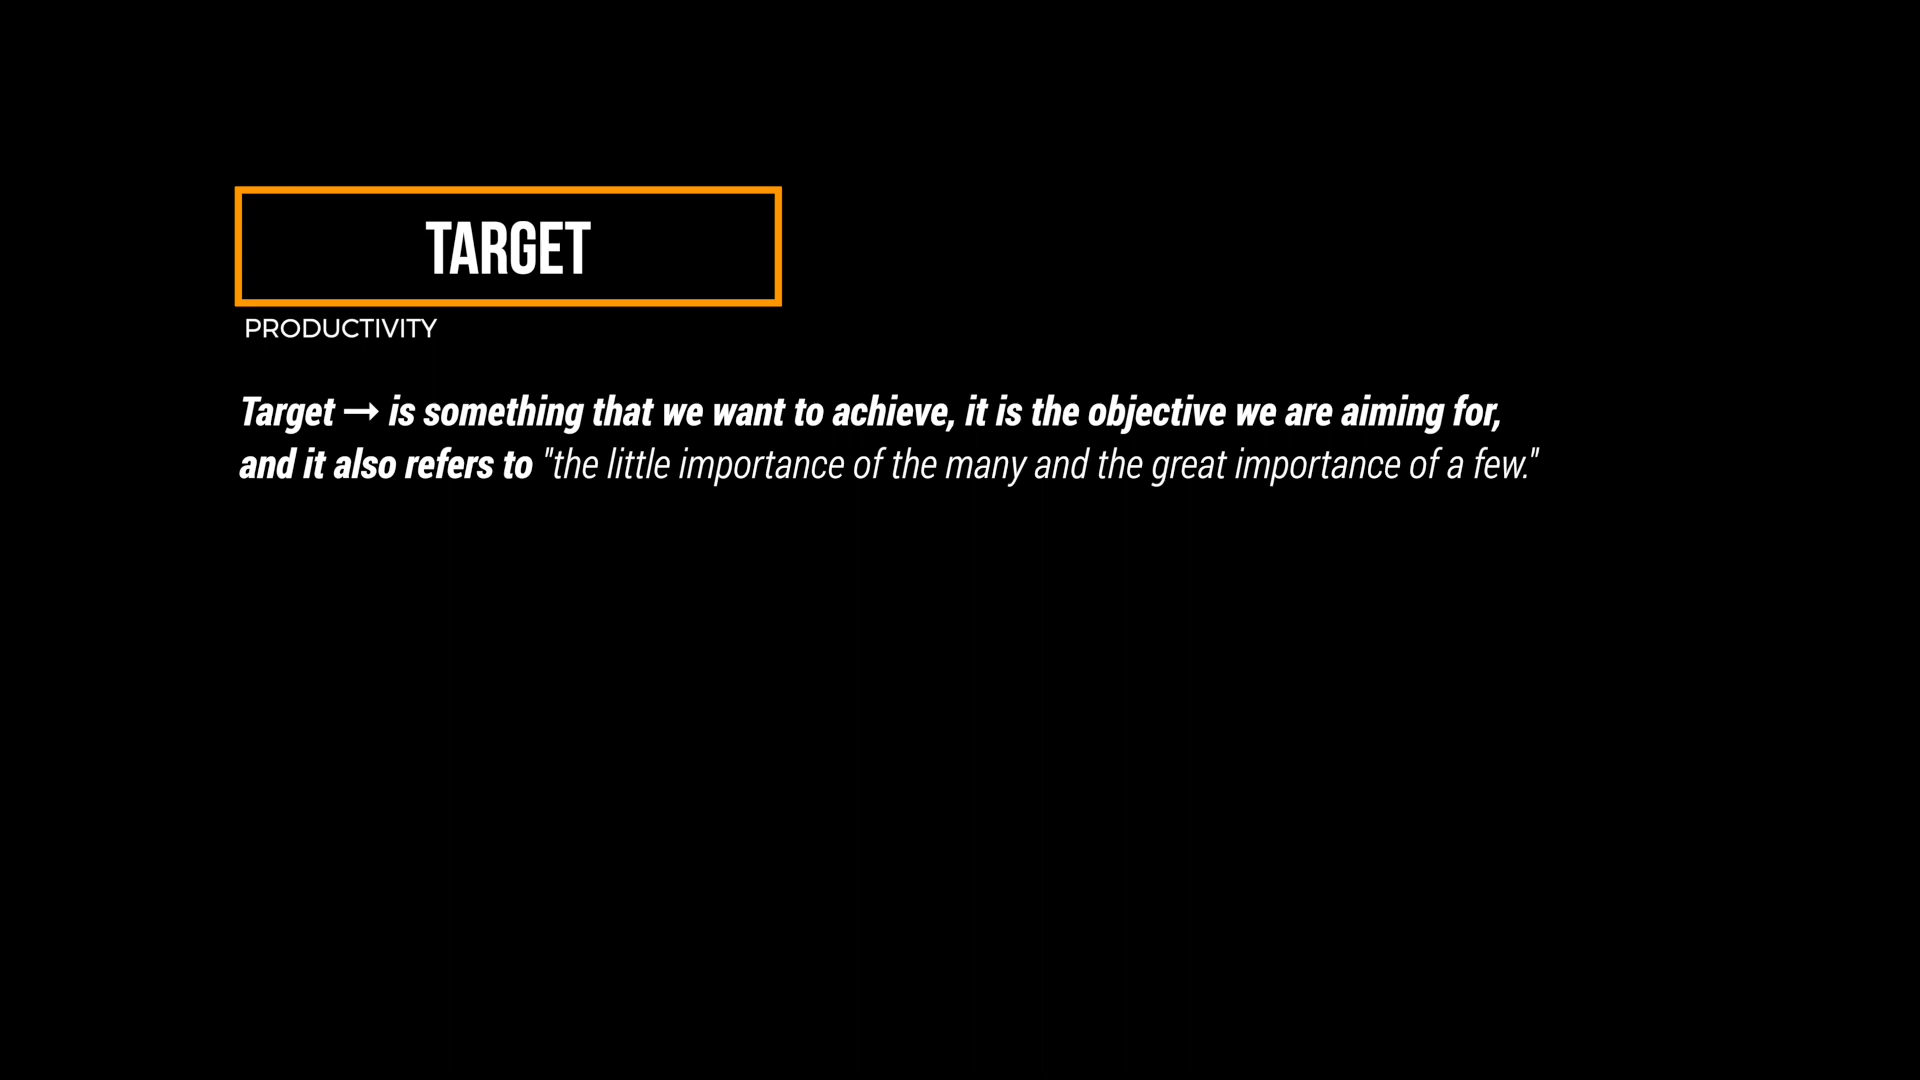 TARGET
PRODUCTIVITY
Target → is something that we want to achieve, it is the objective we are aiming for,
and it also refers to "the little importance of the many and the great importance of a few."